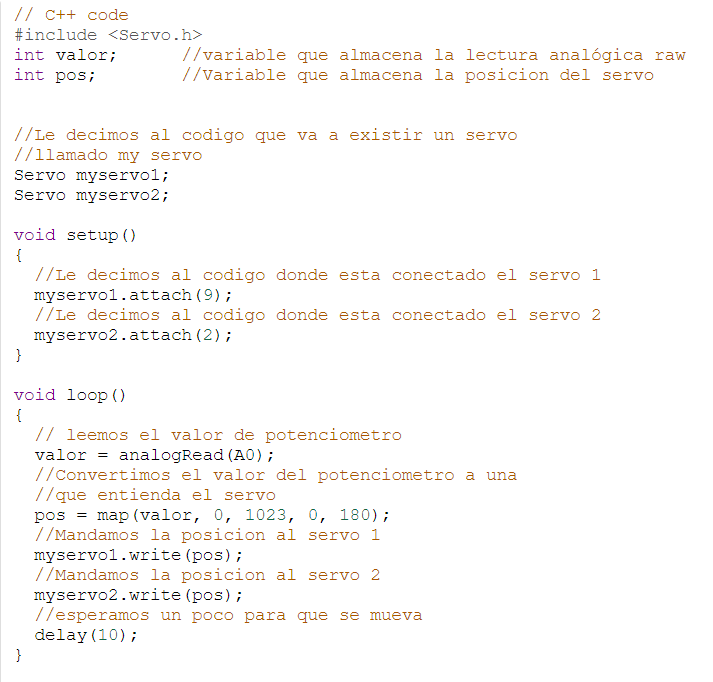 // C++ code
#include <Servo.h>
int valor;      //variable que almacena la lectura analógica raw
int pos;        //Variable que almacena la posicion del servo
//Le decimos al codigo que va a existir un servo
//llamado my servo
Servo myservo1;
Servo myservo2;
void setup()
{
  //Le decimos al codigo donde esta conectado el servo 1
  myservo1.attach(9);
  //Le decimos al codigo donde esta conectado el servo 2
  myservo2.attach(2);
}
void loop()
{
  // leemos el valor de potenciometro
  valor = analogRead(A0);
  //Convertimos el valor del potenciometro a una
  //que entienda el servo
  pos = map(valor, 0, 1023, 0, 180);
  //Mandamos la posicion al servo 1
  myservo1.write(pos);
  //Mandamos la posicion al servo 2
  myservo2.write(pos);
  //esperamos un poco para que se mueva
  delay(10);
}